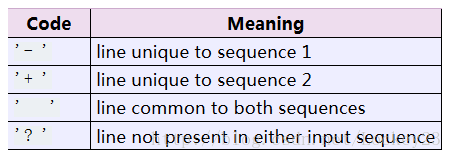 Code Meaning
'- ' line unique to sequence 1
'+ ' line unique to sequence 2
'  ' line common to both sequences
'? ' line not present in either input sequence